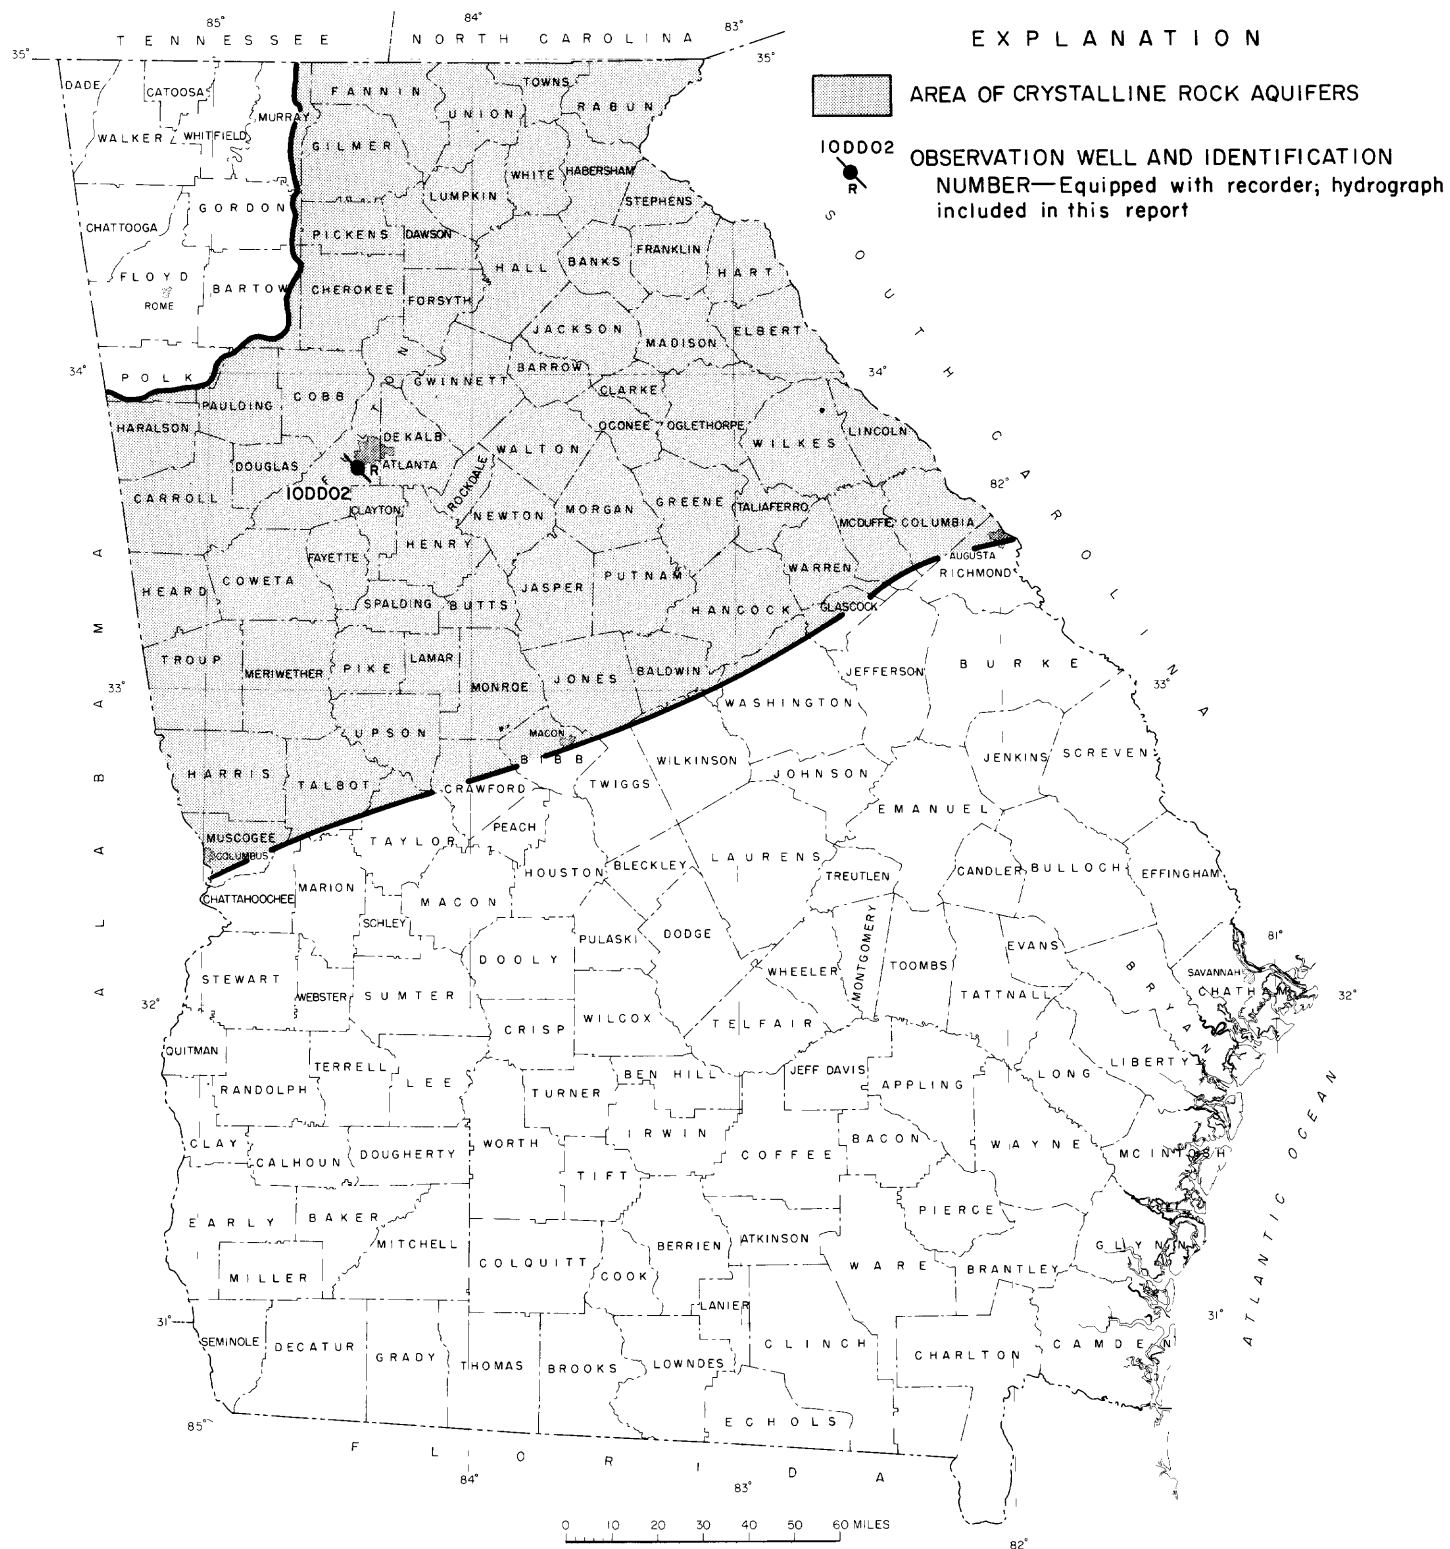 85°
84°
83°
TENNESSEE
NORTH CAROLINA
EXPLANATION
35°
35°
AREA OF CRYSTALLINE ROCK AQUIFERS
10DD02
R
OBSERVATION WELL AND IDENTIFICATION
NUMBER—Equipped with recorder; hydrograph
included in this report
DADE
CATOOSA
FANNIN
TOWNS
RABUN
UNION
MURRAY
WALKER
WHITFIELD
GILMER
WHITE
HABERSHAM
LUMPKIN
STEPHENS
GORDON
CHATTOOGA
PICKENS
DAWSON
FRANKLIN
HALL
BANKS
HART
FLOYD
ROME
BARTOW
CHEROKEE
FORSYTH
JACKSON
MADISON
ELBERT
SOUTH CAROLINA
34°
34°
POLK
BARROW
GWINNETT
CLARKE
COBB
PAULDING
HARALSON
FULTON
DE KALB
OCONEE
OGLETHORPE
WILKES
LINCOLN
WALTON
DOUGLAS
ATLANTA
R
10DD02
ROCKDALE
CARROLL
CLAYTON
NEWTON
MORGAN
GREENE
TALIAFERRO
82°
MCDUFFIE
COLUMBIA
HENRY
FAYETTE
AUGUSTA
RICHMOND
WARREN
COWETA
HEARD
JASPER
PUTNAM
SPALDING
BUTTS
HANCOCK
GLASCOCK
ALABAMA
TROUP
MERIWETHER
PIKE
LAMAR
MONROE
JONES
BALDWIN
JEFFERSON
BURKE
33°
33°
WASHINGTON
UPSON
MACON
BIBB
WILKINSON
JENKINS
SCREVEN
HARRIS
TALBOT
CRAWFORD
TWIGGS
JOHNSON
EMANUEL
MUSCOGEE
COLUMBUS
TAYLOR
PEACH
HOUSTON
BLECKLEY
LAURENS
TREUTLEN
CANDLER
BULLOCH
EFFINGHAM
CHATTAHOOCHEE
MARION
MACON
SCHLEY
PULASKI
DODGE
MONTGOMERY
EVANS
81°
DOOLY
STEWART
WHEELER
TOOMBS
BRYAN
SAVANNAH
CHATHAM
WEBSTER
SUMTER
TATTNALL
32°
32°
CRISP
WILCOX
TELFAIR
QUITMAN
TERRELL
LEE
RANDOLPH
TURNER
BEN HILL
JEFF DAVIS
APPLING
LONG
LIBERTY
CLAY
CALHOUN
DOUGHERTY
WORTH
IRWIN
COFFEE
BACON
WAYNE
MCINTOSH
TIFT
ATLANTIC OCEAN
EARLY
BAKER
MITCHELL
PIERCE
BERRIEN
ATKINSON
GLYNN
COLQUITT
COOK
WARE
BRANTLEY
MILLER
LANIER
31°
31°
SEMINOLE
DECATUR
GRADY
THOMAS
BROOKS
LOWNDES
CLINCH
CHARLTON
CAMDEN
ECHOLS
85°
FLORIDA
84°
83°
82°
0 10 20 30 40 50 60 MILES